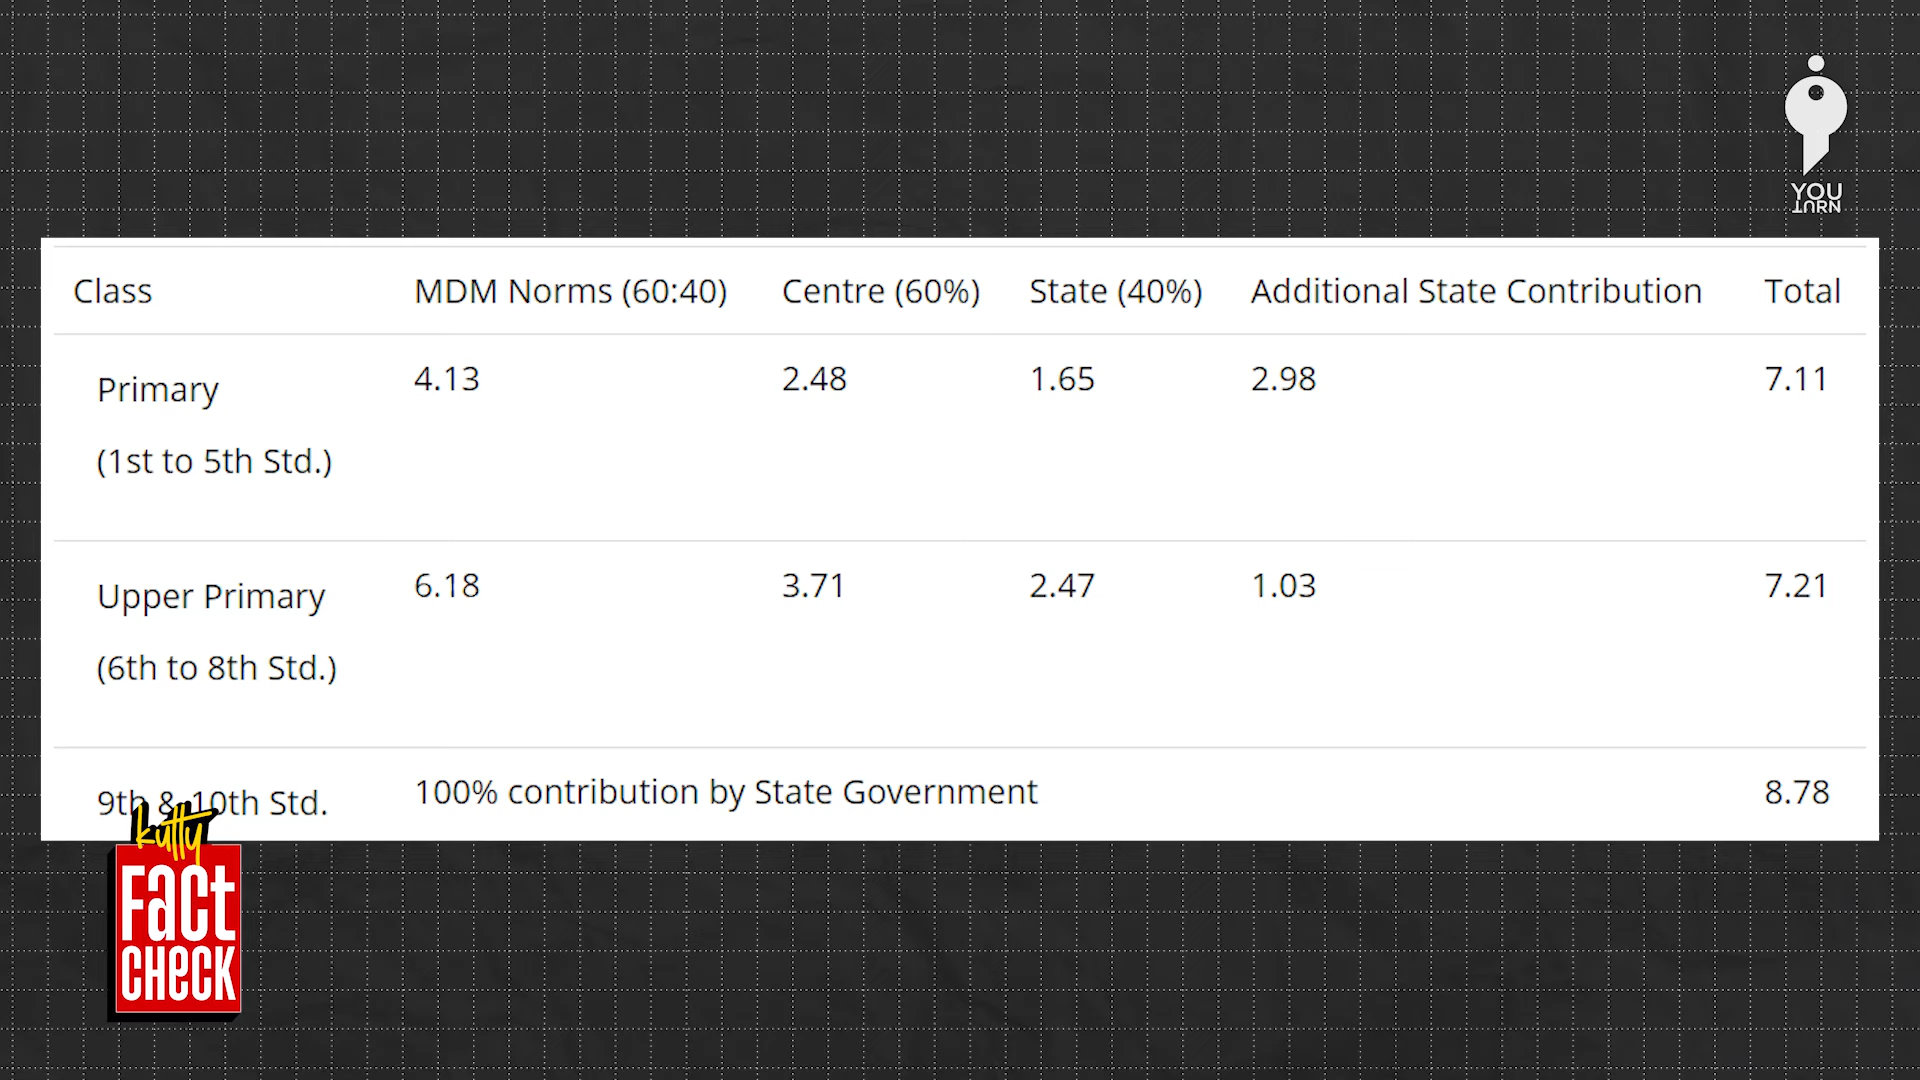 YOU
TURN
Class MDM Norms (60:40) Centre (60%) State (40%) Additional State Contribution Total
Primary 4.13 2.48 1.65 2.98 7.11
(1st to 5th Std.)
Upper Primary 6.18 3.71 2.47 1.03 7.21
(6th to 8th Std.)
9th & 10th Std. 100% contribution by State Government 8.78
kutty
Fact
CHECK